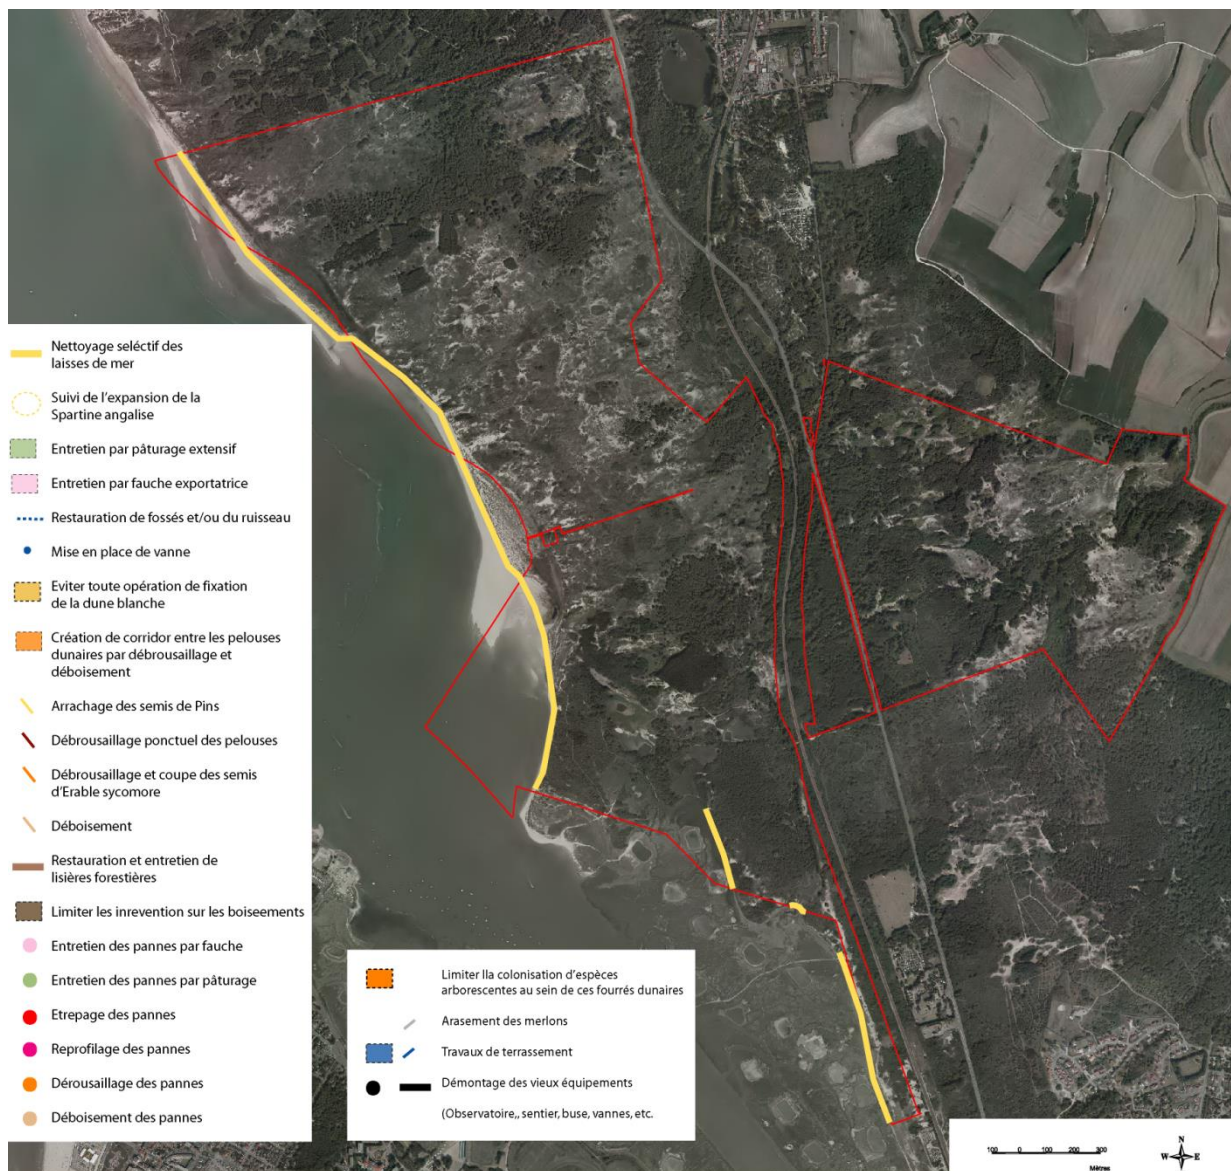 Nettoyage seléctif des
laisses de mer
Suivi de l'expansion de la
Spartine angalise
Entretien par pâturage extensif
Entretien par fauche exportatrice
Restauration de fossés et/ou du ruisseau
Mise en place de vanne
Eviter toute opération de fixation
de la dune blanche
Création de corridor entre les pelouses
dunaires par débrousaillage et
déboisement
Arrachage des semis de Pins
Débrousaillage ponctuel des pelouses
Débrousaillage et coupe des semis
d'Erable sycomore
Déboisement
Restauration et entretien de
lisières forestières
Limiter les inrevention sur les boiseements
Entretien des pannes par fauche
Entretien des pannes par pâturage
Etrepage des pannes
Reprofilage des pannes
Dérousaillage des pannes
Déboisement des pannes
Limiter lla colonisation d'espèces
arborescentes au sein de ces fourrés dunaires
Arasement des merlons
Travaux de terrassement
Démontage des vieux équipements
(Observatoire,, sentier, buse, vannes, etc.
100 0 100 200 300
Mètres
N
W E
S